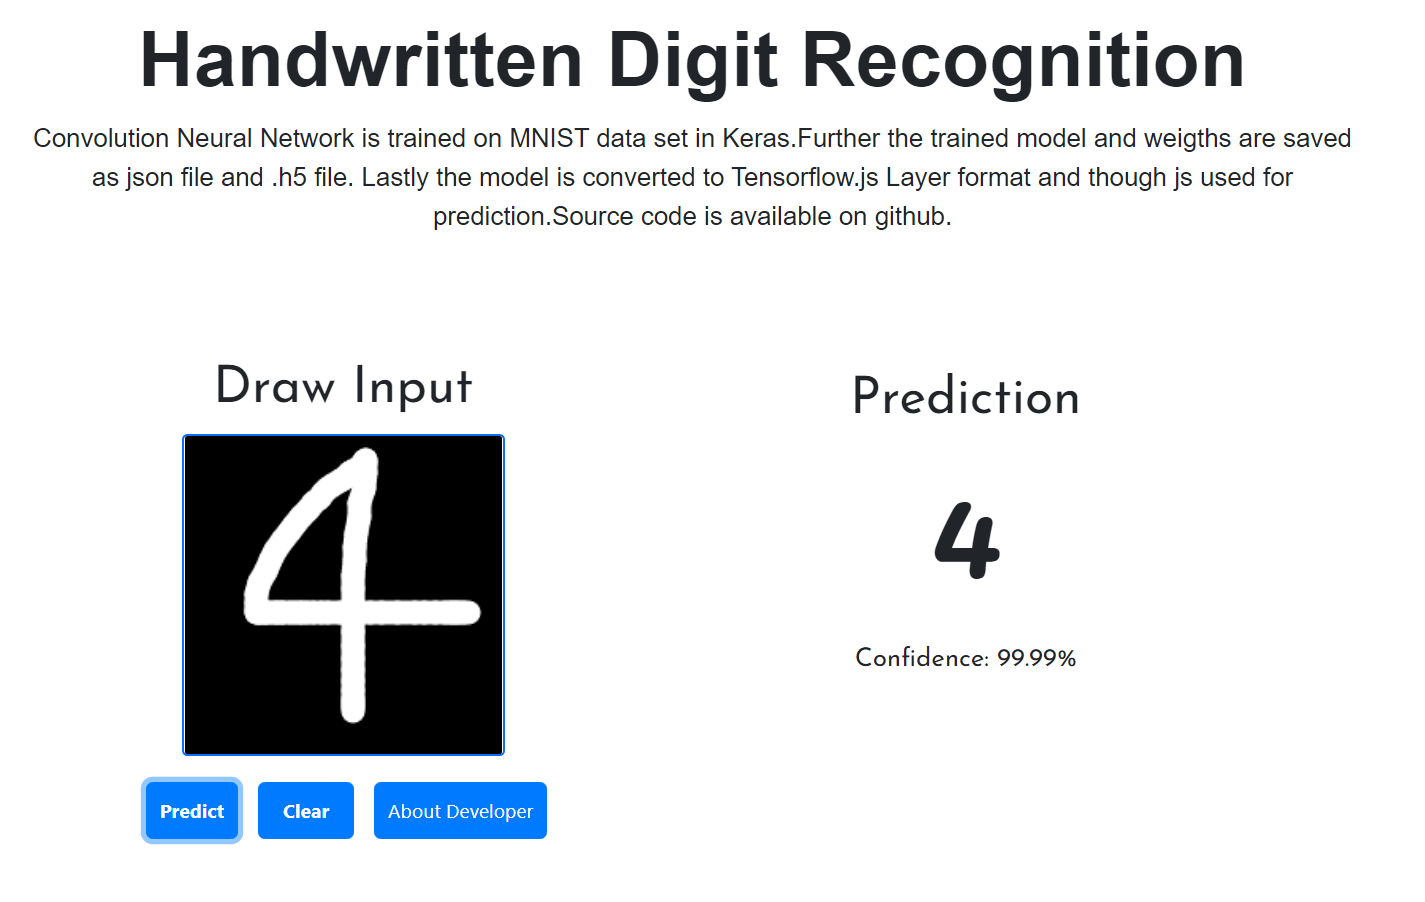 Handwritten Digit Recognition
Convolution Neural Network is trained on MNIST data set in Keras.Further the trained model and weigths are saved
as json file and .h5 file. Lastly the model is converted to Tensorflow.js Layer format and though js used for
prediction.Source code is available on github.
Draw Input
4
Predict Clear About Developer
Prediction
4
Confidence: 99.99%